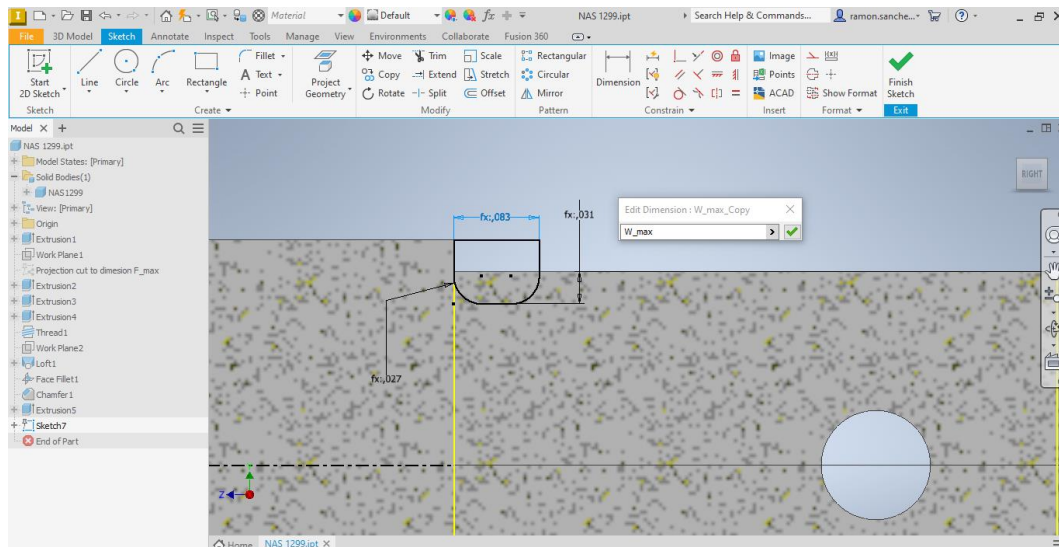 Material
Default
fx
NAS 1299.ipt
Search Help & Commands...
ramon.sanche...
File 3D Model Sketch Annotate Inspect Tools Manage View Environments Collaborate Fusion 360
Start 2D Sketch
Line
Circle
Arc
Rectangle
Fillet
Text
Point
Project Geometry
Move Trim Scale
Copy Extend Stretch
Rotate Split Offset
Rectangular
Circular
Mirror
Dimension
Image
Points
ACAD
Show Format
Finish Sketch
Sketch Create Modify Pattern Constrain Insert Format Exit
Model
NAS 1299.ipt
Model States: [Primary]
Solid Bodies(1)
NAS1299
View: [Primary]
Origin
Extrusion1
Work Plane1
Projection cut to dimesion F_max
Extrusion2
Extrusion3
Extrusion4
Thread1
Work Plane2
Loft1
Face Fillet1
Chamfer1
Extrusion5
Sketch7
End of Part
RIGHT
fx:,083
fx:,031
Edit Dimension : W_max_Copy
W_max
fx:,027
Z
Home NAS 1299.ipt